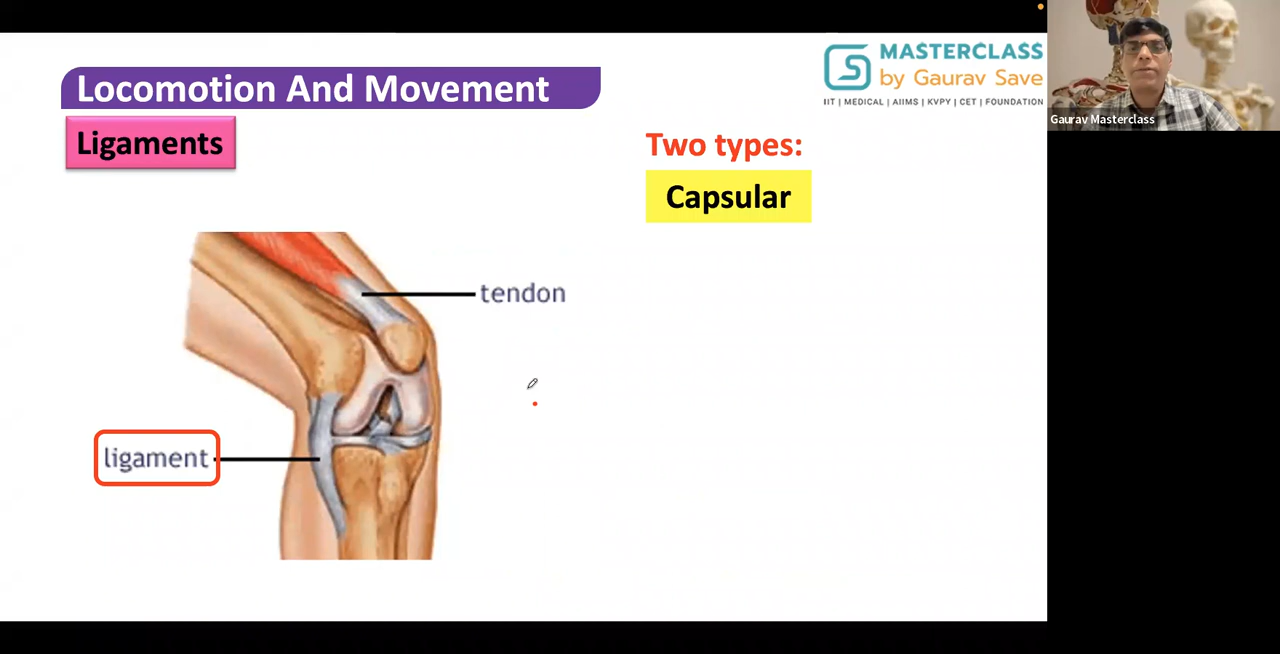 Locomotion And Movement
Ligaments
MASTERCLASS
by Gaurav Save
IIT | MEDICAL | AIIMS | KVPY | CET | FOUNDATION
Gaurav Masterclass
Two types:
Capsular
tendon
ligament